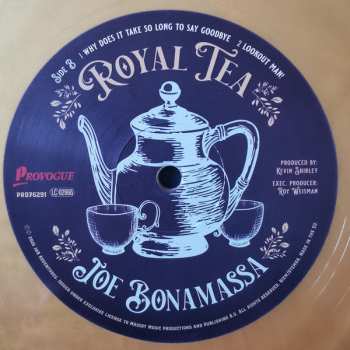 SIDE B
1. WHY DOES IT TAKE SO LONG TO SAY GOODBYE
2. LOOKOUT MAN!
ROYAL TEA
PROVOGUE
PRD76291
LC 02966
PRODUCED BY:
KEVIN SHIRLEY
EXEC. PRODUCER:
ROY WEISMAN
JOE BONAMASSA